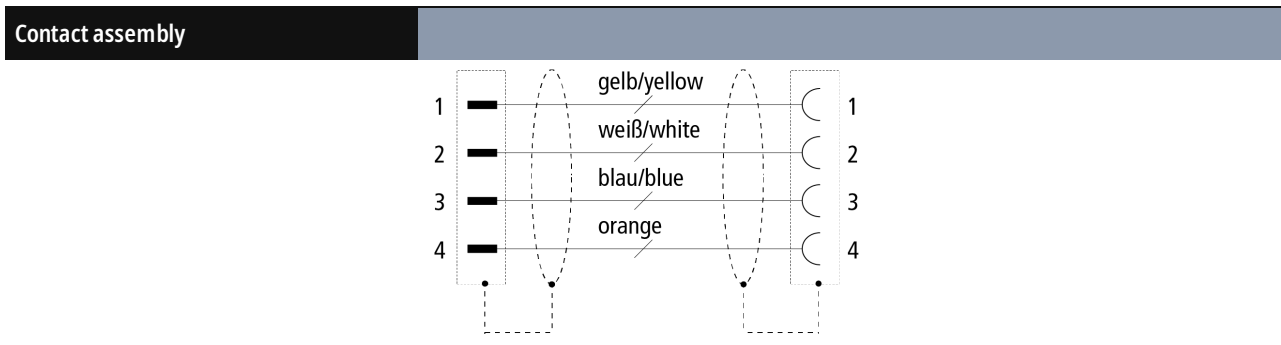 Contact assembly
gelb/yellow
1 1
weiß/white
2 2
blau/blue
3 3
orange
4 4